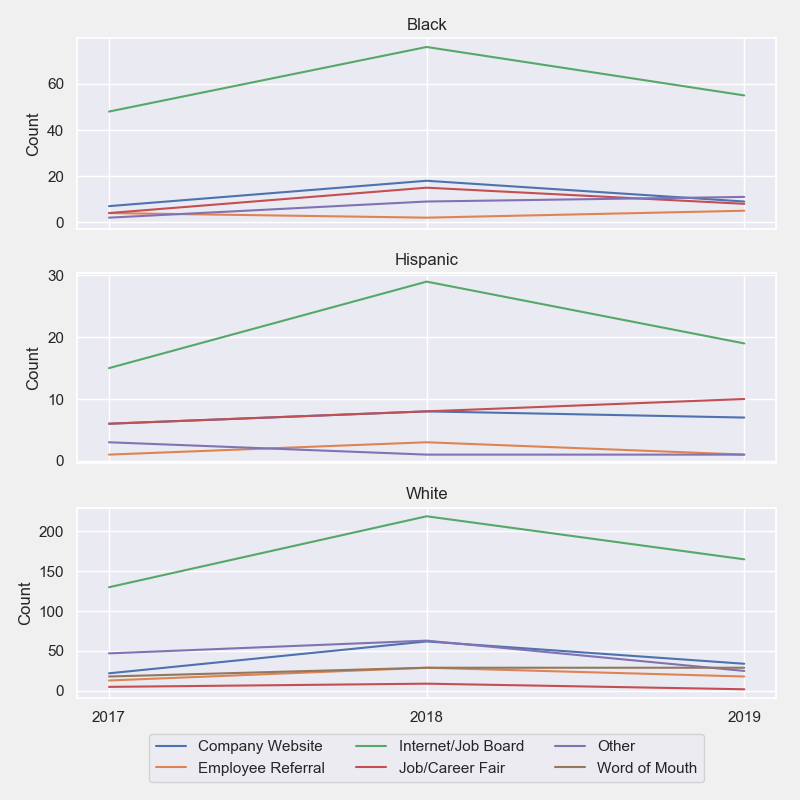 Black
60
40
20
0
Count
Hispanic
30
20
10
0
Count
White
200
150
100
50
0
Count
2017 2018 2019
Company Website Internet/Job Board Other
Employee Referral Job/Career Fair Word of Mouth